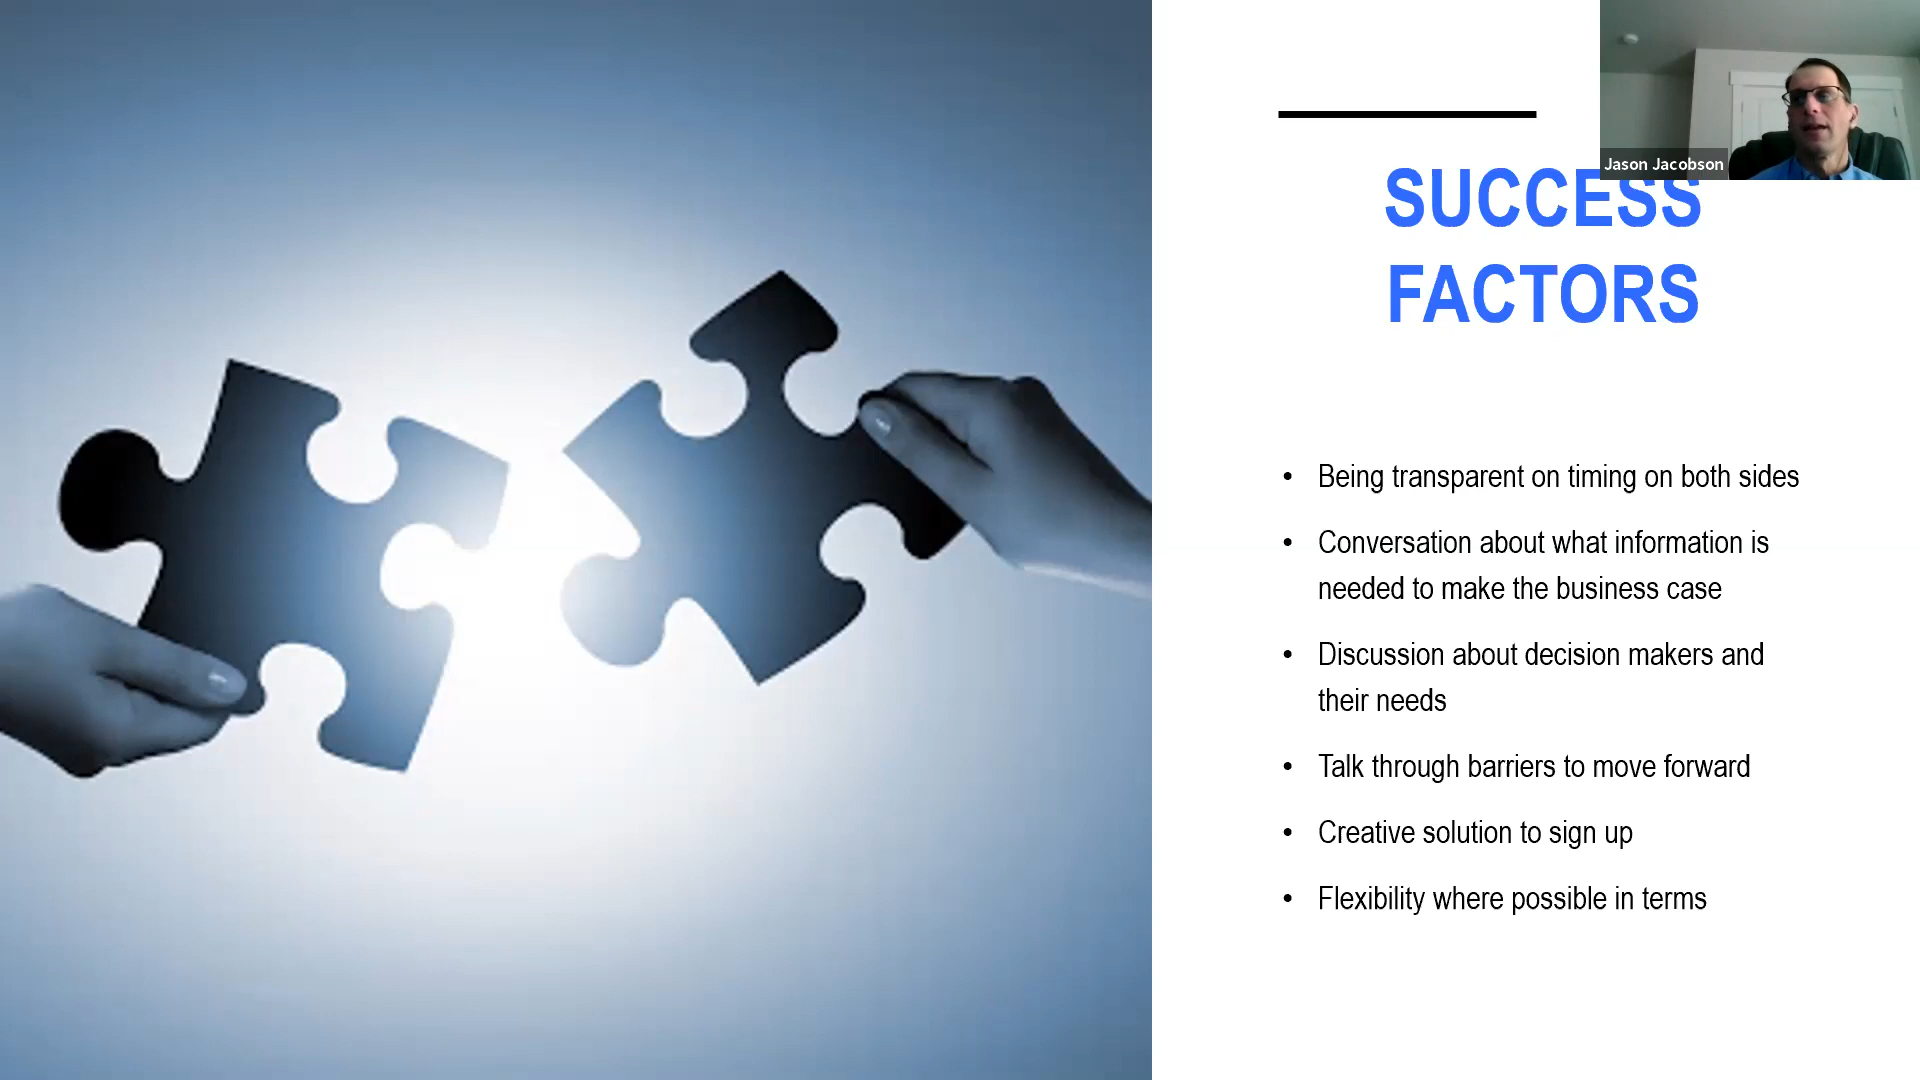 Jason Jacobson
SUCCESS
FACTORS
• Being transparent on timing on both sides
• Conversation about what information is
needed to make the business case
• Discussion about decision makers and
their needs
• Talk through barriers to move forward
• Creative solution to sign up
• Flexibility where possible in terms